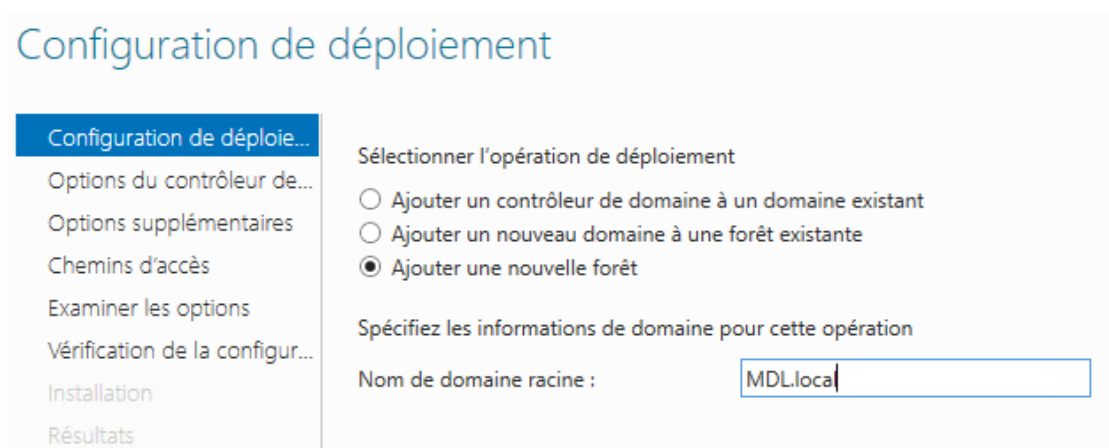 Configuration de déploiement
Configuration de déploie...
Options du contrôleur de...
Options supplémentaires
Chemins d’accès
Examiner les options
Vérification de la configur...
Installation
Résultats
Sélectionner l’opération de déploiement
Ajouter un contrôleur de domaine à un domaine existant
Ajouter un nouveau domaine à une forêt existante
Ajouter une nouvelle forêt
Spécifiez les informations de domaine pour cette opération
Nom de domaine racine : MDL.local